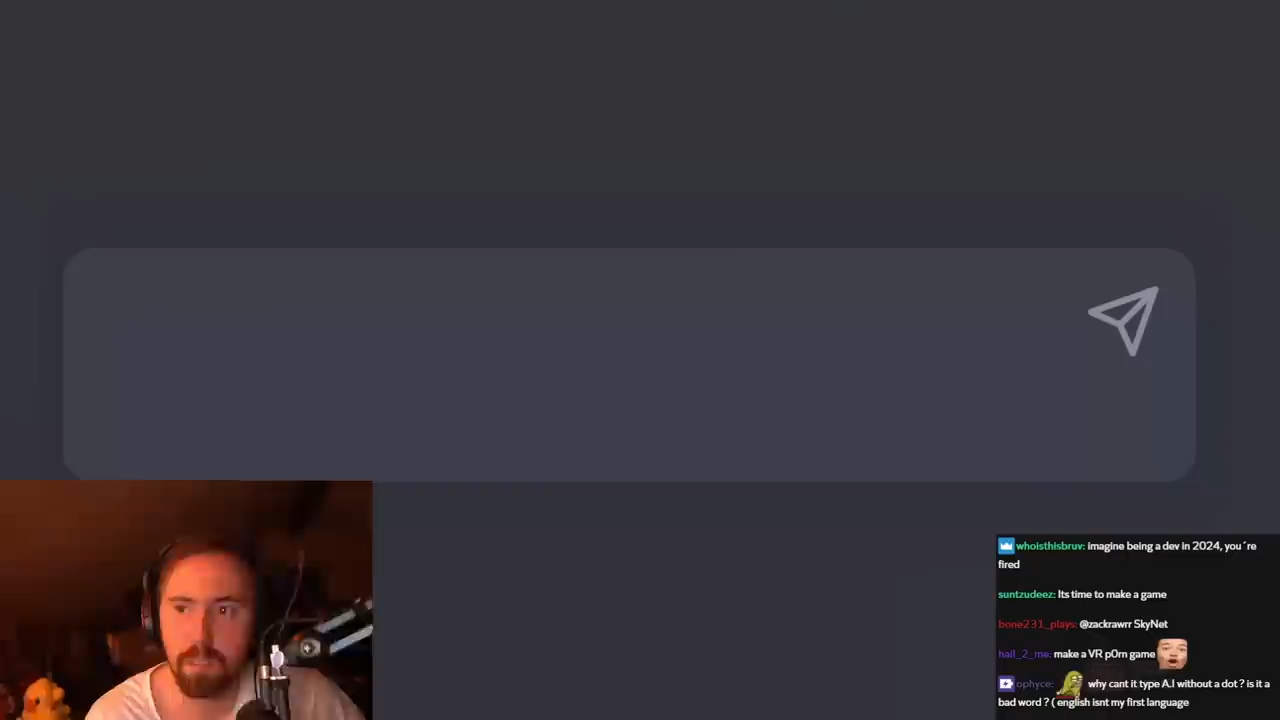 whoisthisbruv: imagine being a dev in 2024, you´re
fired
suntzudeez: Its time to make a game
bone231_plays: @zackrawrr SkyNet
hail_2_me: make a VR p0rn game
ophyce: why cant it type A.I without a dot ? is it a
bad word ? ( english isnt my first language